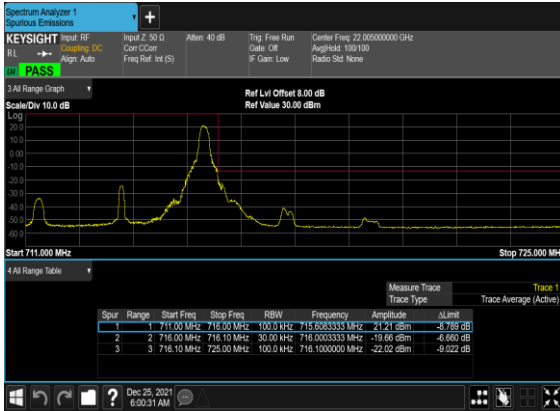 Spectrum Analyzer 1
Spurious Emissions
KEYSIGHT Input: RF Input Z: 50 Ω Atten: 40 dB Trig: Free Run Center Freq: 22.005000000 GHz
RL Coupling: DC Corr CCorr Gate: Off Avg|Hold: 100/100
Align: Auto Freq Ref: Int (S) IF Gain: Low Radio Std: None
PASS
3 All Range Graph
Ref Lvl Offset 8.00 dB
Scale/Div 10.0 dB Ref Value 30.00 dBm
Log
20.0
10.0
0.00
-10.0
-20.0
-30.0
-40.0
-50.0
-60.0
Start 711.000 MHz Stop 725.000 MH
4 All Range Table
Measure Trace Trace 1
Trace Type Trace Average (Active)
Spur Range Start Freq Stop Freq RBW Frequency Amplitude ΔLimit
1 1 711.00 MHz 716.00 MHz 100.0 kHz 715.6083333 MHz 21.21 dBm -8.789 dB
2 2 716.00 MHz 716.10 MHz 30.00 kHz 716.0003333 MHz -19.66 dBm -6.660 dB
3 3 716.10 MHz 725.00 MHz 100.0 kHz 716.1000000 MHz -22.02 dBm -9.022 dB
?
Dec 25, 2021
6:00:31 AM